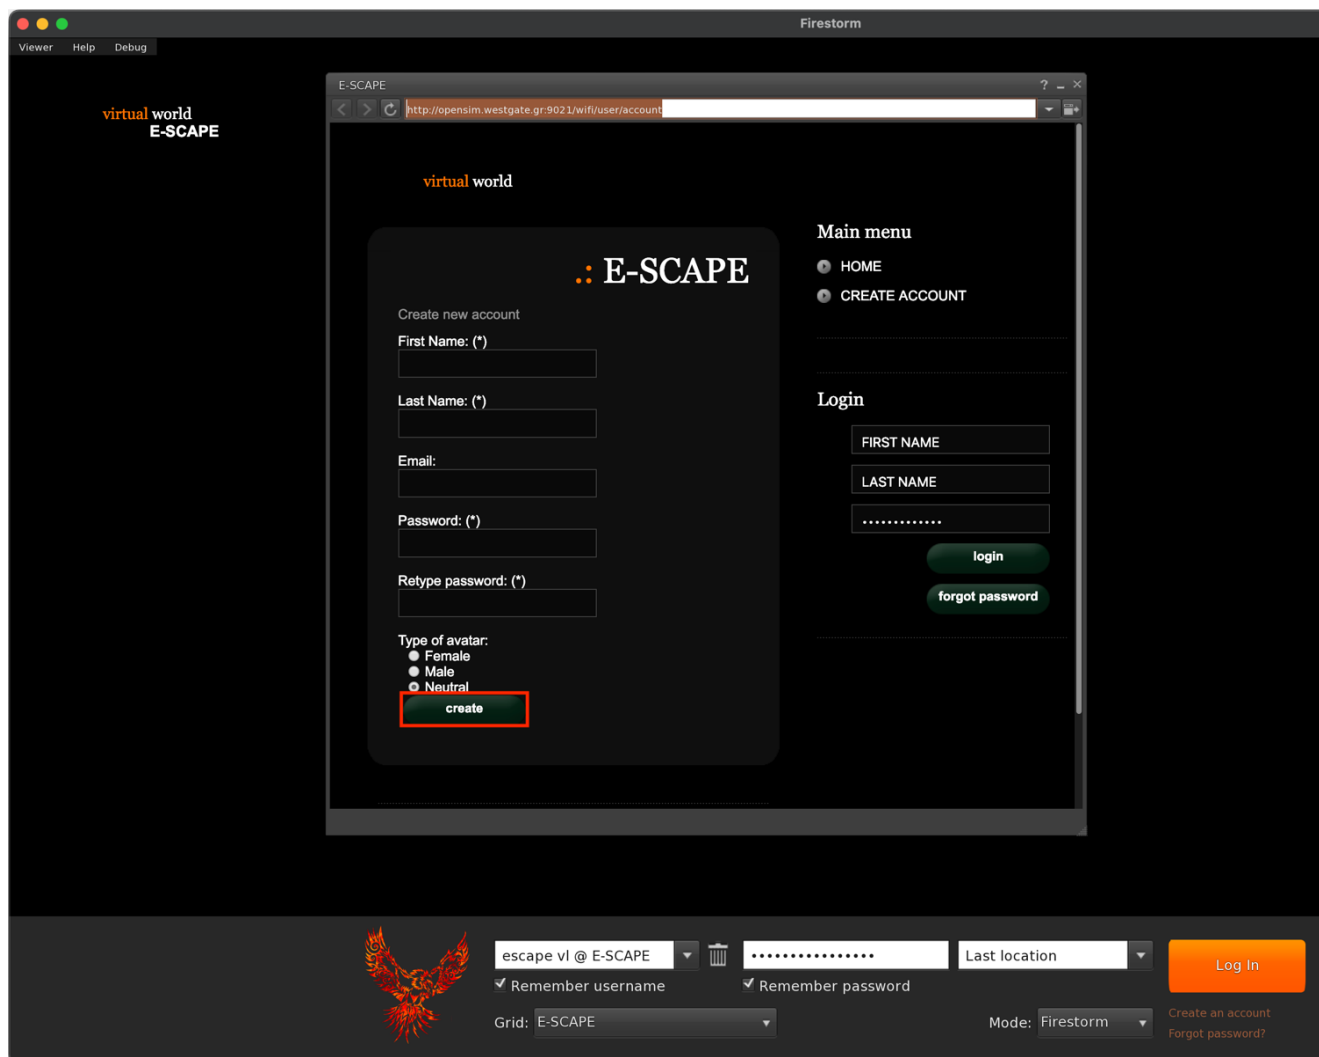 Firestorm
Viewer Help Debug
virtual world
E-SCAPE
E-SCAPE
http://opensim.westgate.gr:9021/wifi/user/account
virtual world
.: E-SCAPE
Create new account
First Name: (*)
Last Name: (*)
Email:
Password: (*)
Retype password: (*)
Type of avatar:
Female
Male
Neutral
create
Main menu
HOME
CREATE ACCOUNT
Login
FIRST NAME
LAST NAME
•••••••••••••
login
forgot password
escape vl @ E-SCAPE
••••••••••••••••
Last location
Log In
Remember username
Remember password
Grid: E-SCAPE
Mode: Firestorm
Create an account
Forgot password?